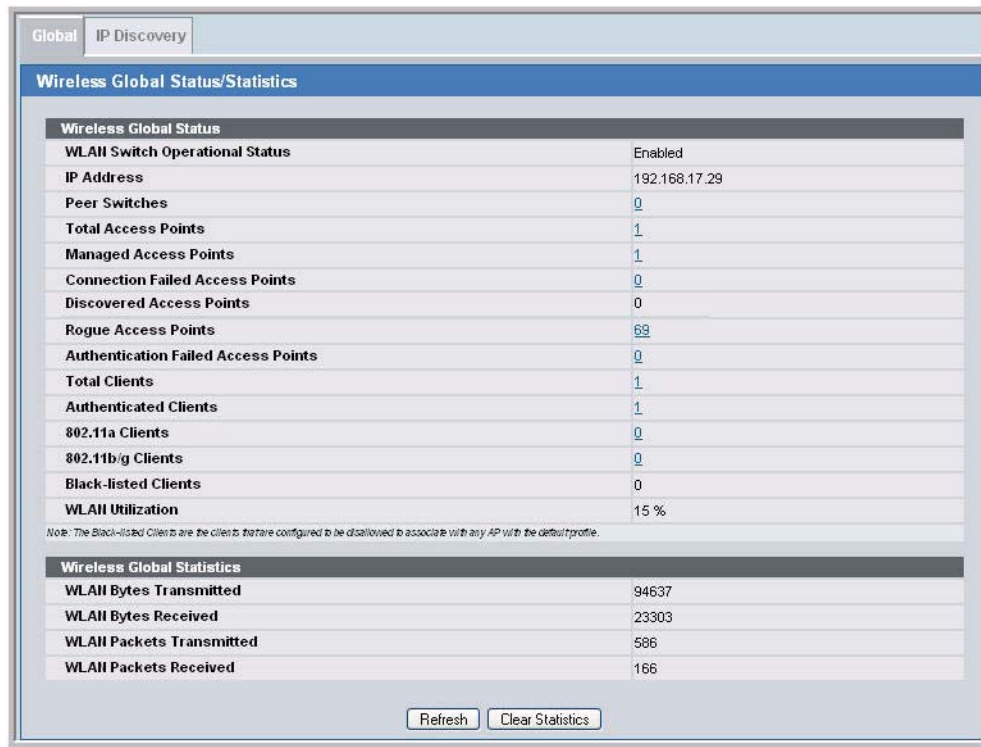 Global IP Discovery
Wireless Global Status/Statistics
Wireless Global Status
WLAN Switch Operational Status Enabled
IP Address 192.168.17.29
Peer Switches 0
Total Access Points 1
Managed Access Points 1
Connection Failed Access Points 0
Discovered Access Points 0
Rogue Access Points 69
Authentication Failed Access Points 0
Total Clients 1
Authenticated Clients 1
802.11a Clients 0
802.11b/g Clients 0
Black-listed Clients 0
WLAN Utilization 15 %
Note: The Black-listed Clients are the clients that are configured to be disallowed to associate with any AP with the default profile.
Wireless Global Statistics
WLAN Bytes Transmitted 94637
WLAN Bytes Received 23303
WLAN Packets Transmitted 586
WLAN Packets Received 166
Refresh Clear Statistics